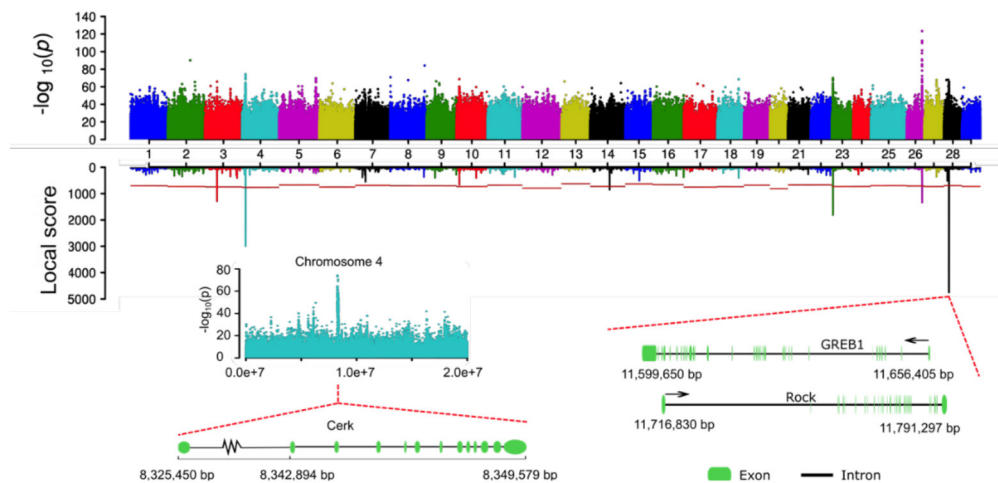 140
120
100
80
60
40
20
0
-log 10(p)
1 2 3 4 5 6 7 8 9 10 11 12 13 14 15 16 17 18 19 21 23 25 26 28
0
1000
2000
3000
4000
5000
Local score
Chromosome 4
80
60
40
20
0
-log10(p)
0.0e+7 1.0e+7 2.0e+7
GREB1
11,599,650 bp 11,656,405 bp
Rock
11,716,830 bp 11,791,297 bp
Cerk
8,325,450 bp 8,342,894 bp 8,349,579 bp
Exon Intron